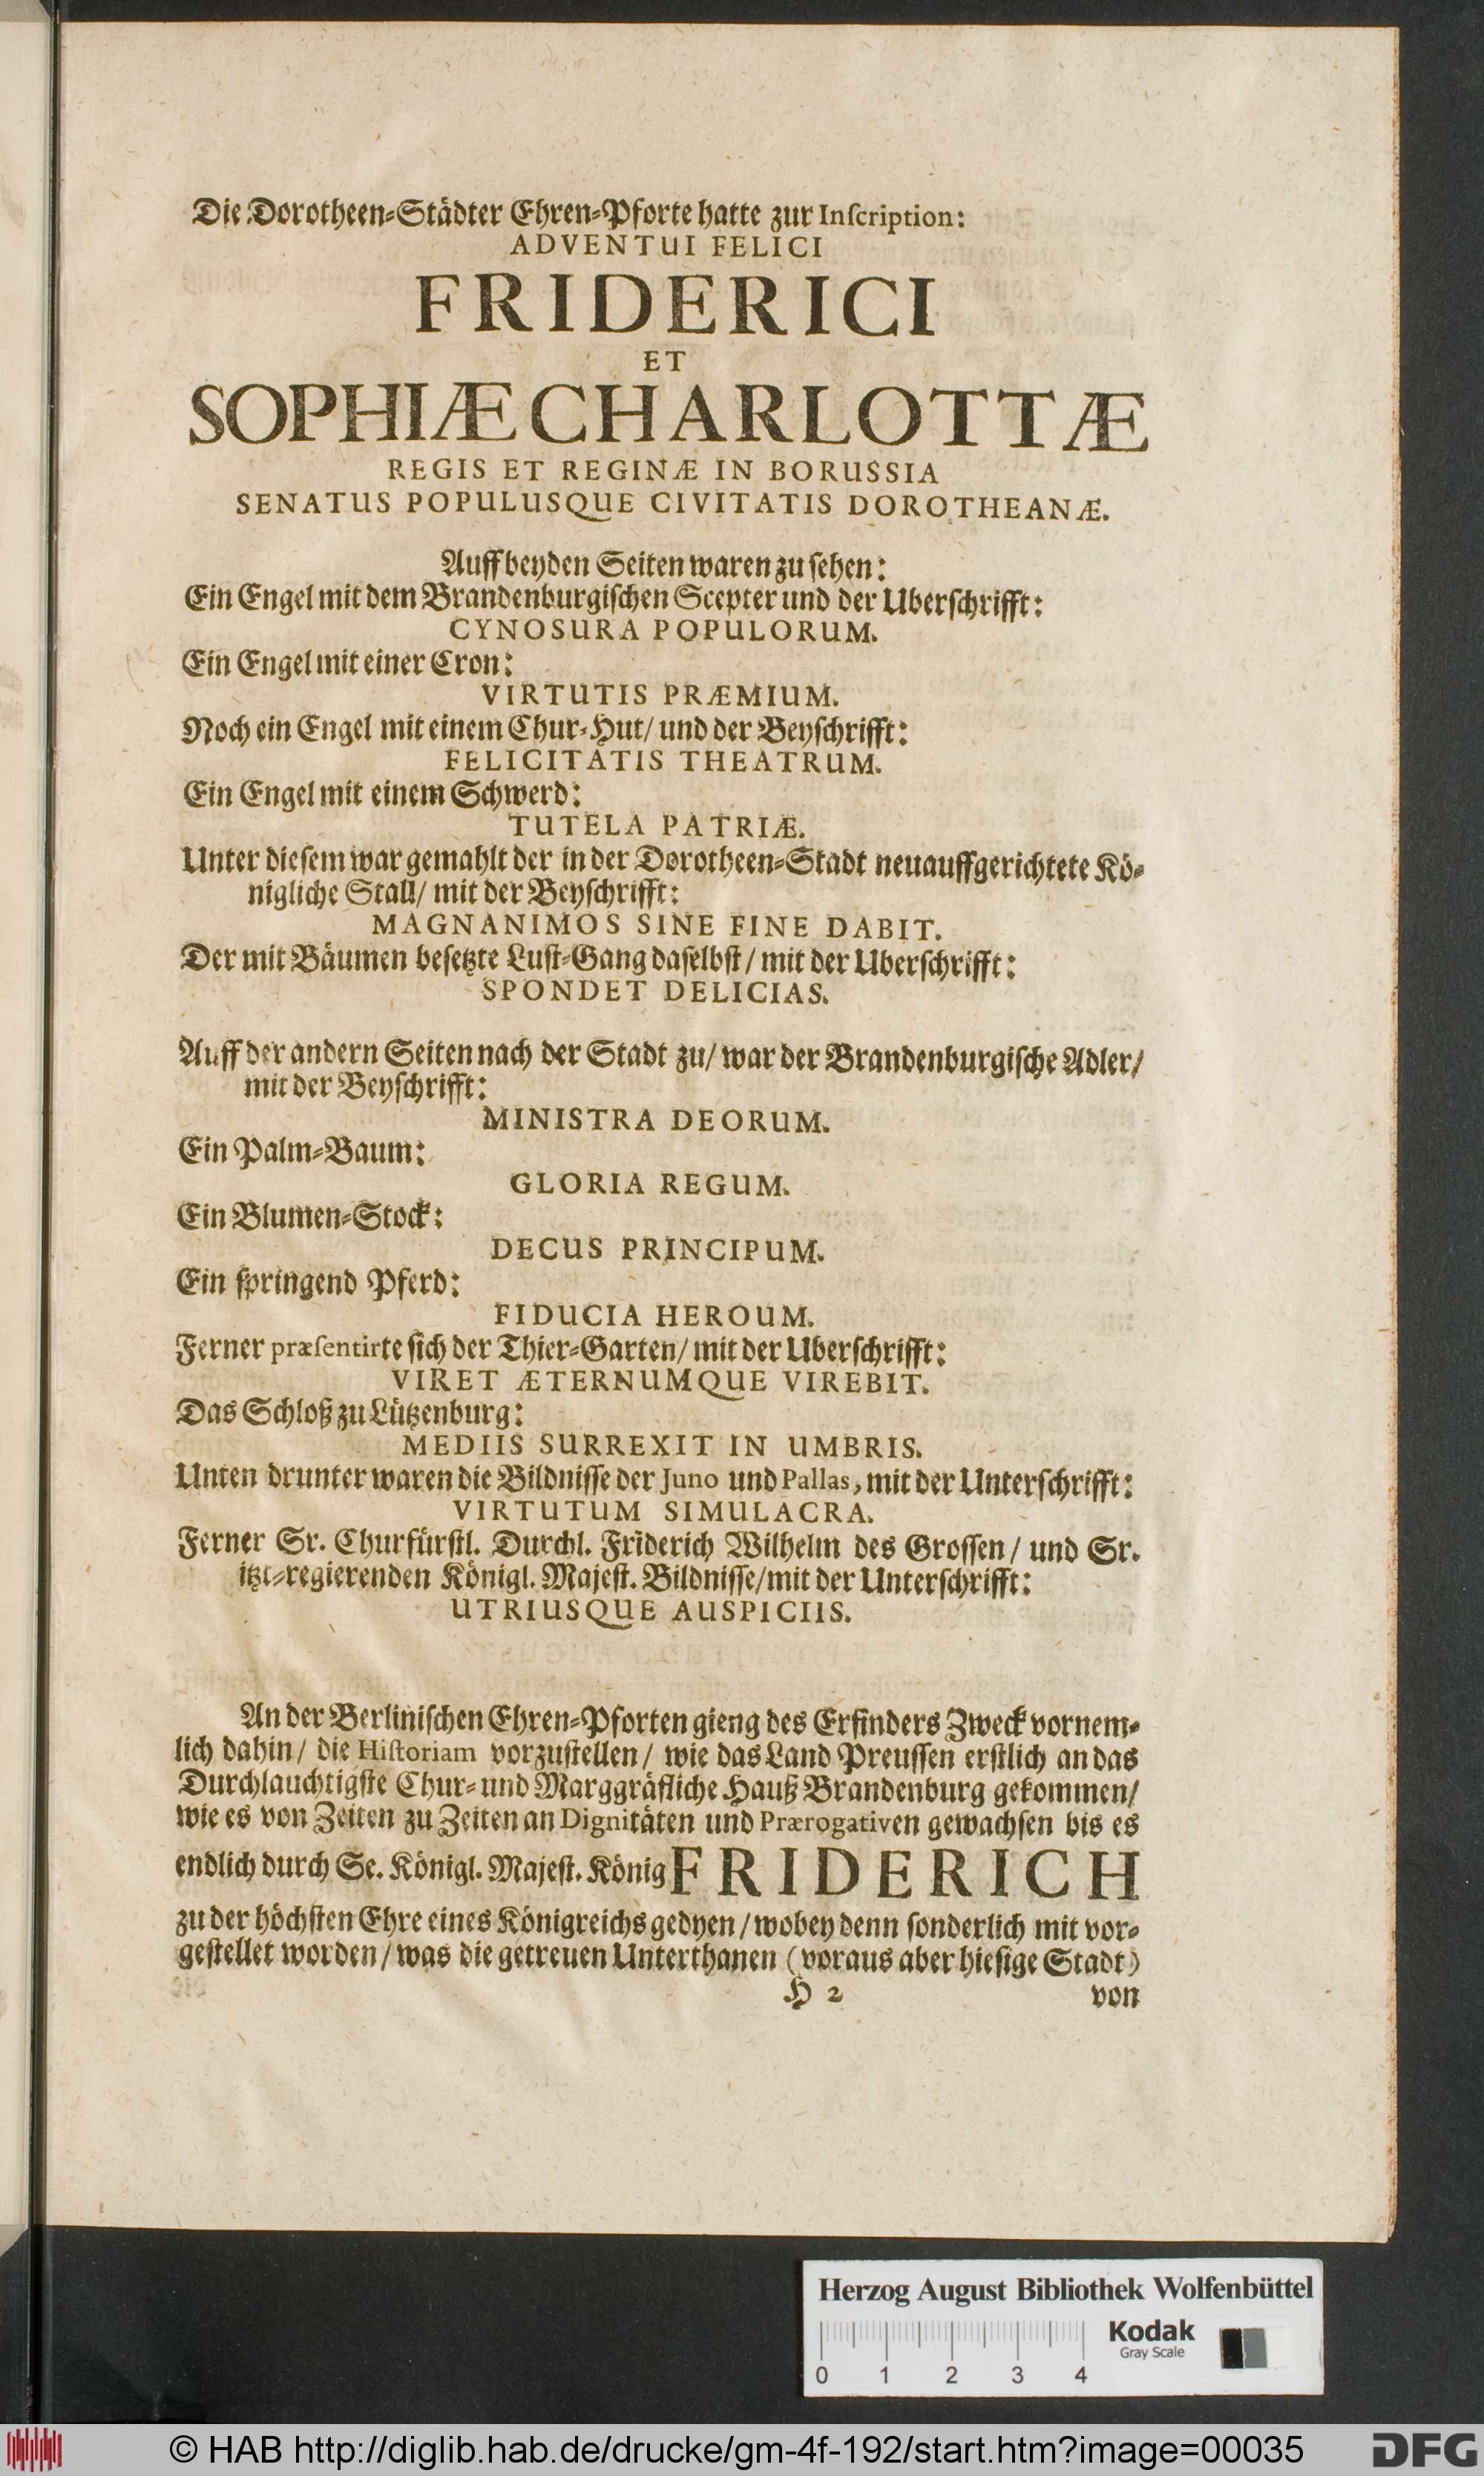 Die Dorotheen-Städter Ehren-Pforte hatte zur Inſcription:
ADVENTUI FELICI
FRIDERICI
ET
SOPHIÆ CHARLOTTÆ
REGIS ET REGINÆ IN BORUSSIA
SENATUS POPULUSQUE CIVITATIS DOROTHEANÆ.
Auff beyden Seiten waren zu ſehen:
Ein Engel mit dem Brandenburgiſchen Scepter und der Uberſchrifft:
CYNOSURA POPULORUM.
Ein Engel mit einer Cron:
VIRTUTIS PRÆMIUM.
Noch ein Engel mit einem Chur-Hut/ und der Beyſchrifft:
FELICITATIS THEATRUM.
Ein Engel mit einem Schwerd:
TUTELA PATRIÆ.
Unter dieſem war gemahlt der in der Dorotheen-Stadt neuauffgerichtete Kö-
nigliche Stall/ mit der Beyſchrifft:
MAGNANIMOS SINE FINE DABIT.
Der mit Bäumen beſetzte Luſt-Gang daſelbſt/ mit der Uberſchrifft:
SPONDET DELICIAS.
Auff der andern Seiten nach der Stadt zu/ war der Brandenburgiſche Adler/
mit der Beyſchrifft:
MINISTRA DEORUM.
Ein Palm-Baum:
GLORIA REGUM.
Ein Blumen-Stock:
DECUS PRINCIPUM.
Ein ſpringend Pferd:
FIDUCIA HEROUM.
Ferner præſentirte ſich der Thier-Garten/ mit der Uberſchrifft:
VIRET ÆTERNUMQUE VIREBIT.
Das Schloß zu Lützenburg:
MEDIIS SURREXIT IN UMBRIS.
Unten drunter waren die Bildniſſe der Juno und Pallas, mit der Unterſchrifft:
VIRTUTUM SIMULACRA.
Ferner Sr. Churfürſtl. Durchl. Friderich Wilhelm des Groſſen/ und Sr.
itzt-regierenden Königl. Majeſt. Bildniſſe/ mit der Unterſchrifft:
UTRIUSQUE AUSPICIIS.
An der Berliniſchen Ehren-Pforten gieng des Erfinders Zweck vornem-
lich dahin/ die Hiſtoriam vorzuſtellen/ wie das Land Preuſſen erſtlich an das
Durchlauchtigſte Chur- und Marggräfliche Hauß Brandenburg gekommen/
wie es von Zeiten zu Zeiten an Dignitäten und Prærogativen gewachſen bis es
endlich durch Se. Königl. Majeſt. König FRIDERICH
zu der höchſten Ehre eines Königreichs gedyen/ wobey denn ſonderlich mit vor-
geſtellet worden/ was die getreuen Unterthanen (voraus aber hieſige Stadt)
H 2 von
Herzog August Bibliothek Wolfenbüttel
Kodak
Gray Scale
0 1 2 3 4
© HAB http://diglib.hab.de/drucke/gm-4f-192/start.htm?image=00035
DFG